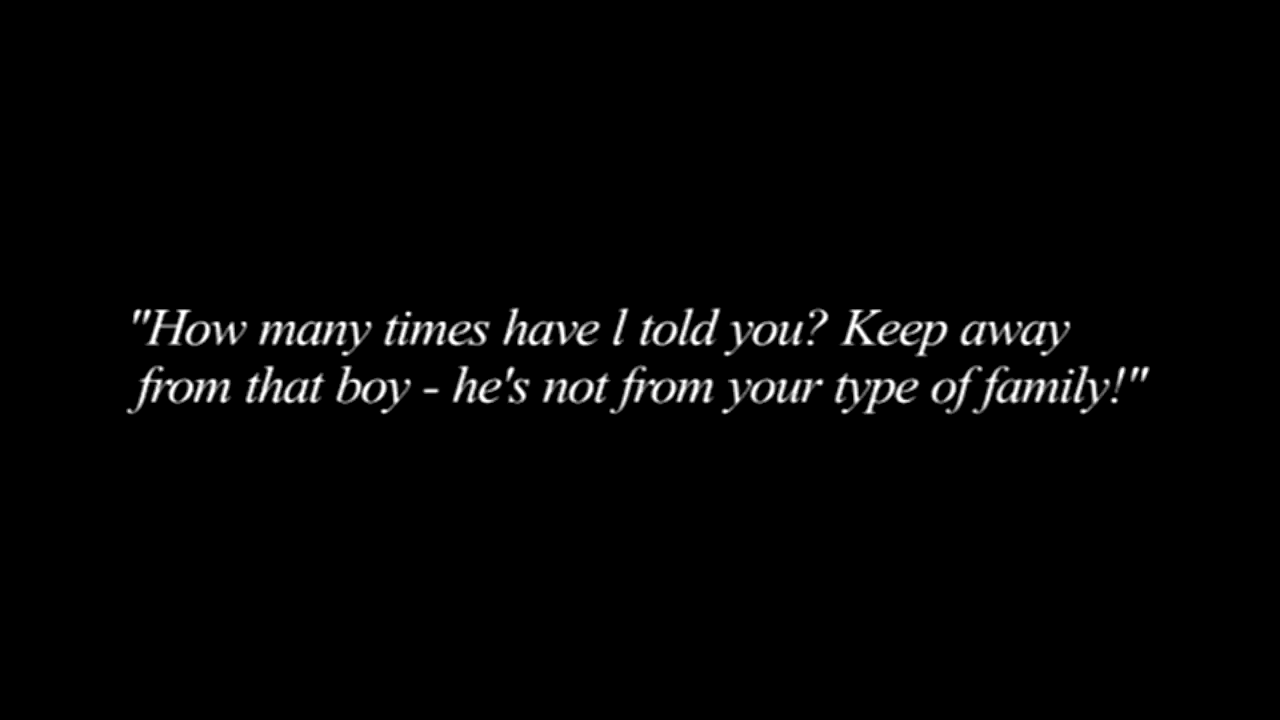 "How many times have l told you? Keep away
from that boy - he's not from your type of family!"